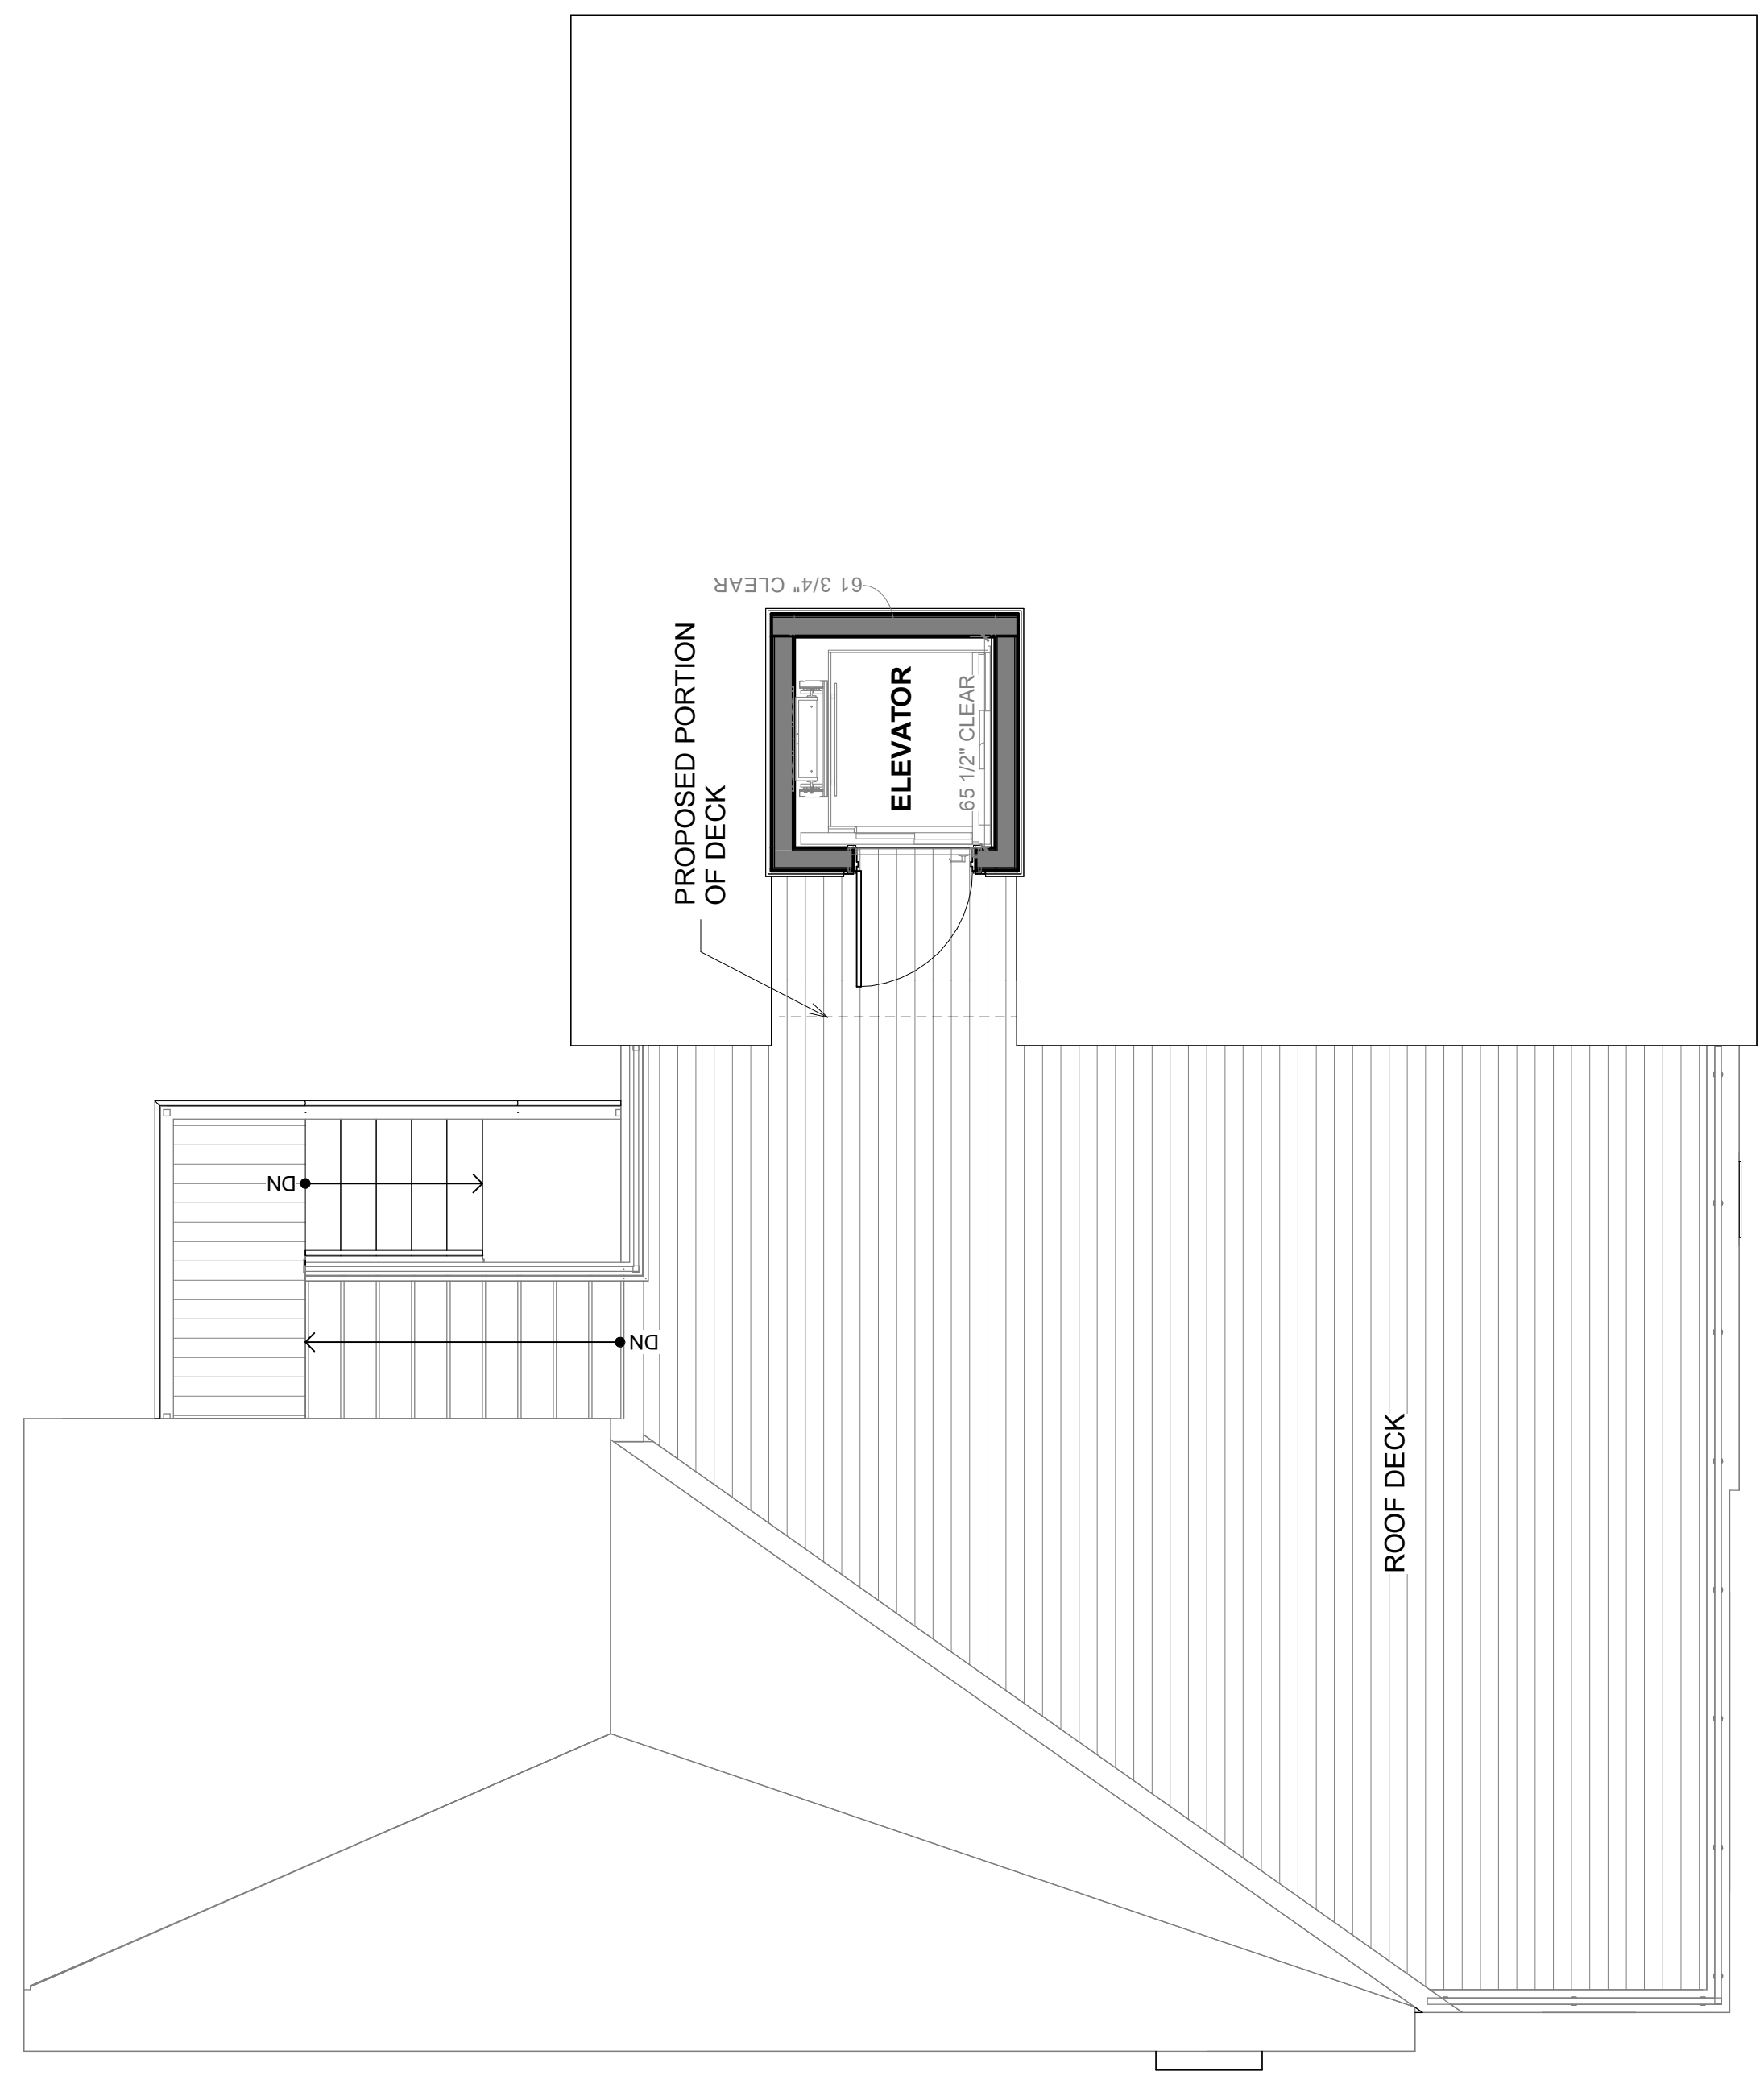 61 3/4" CLEAR
PROPOSED PORTION
OF DECK
ELEVATOR
65 1/2" CLEAR
DN
DN
ROOF DECK